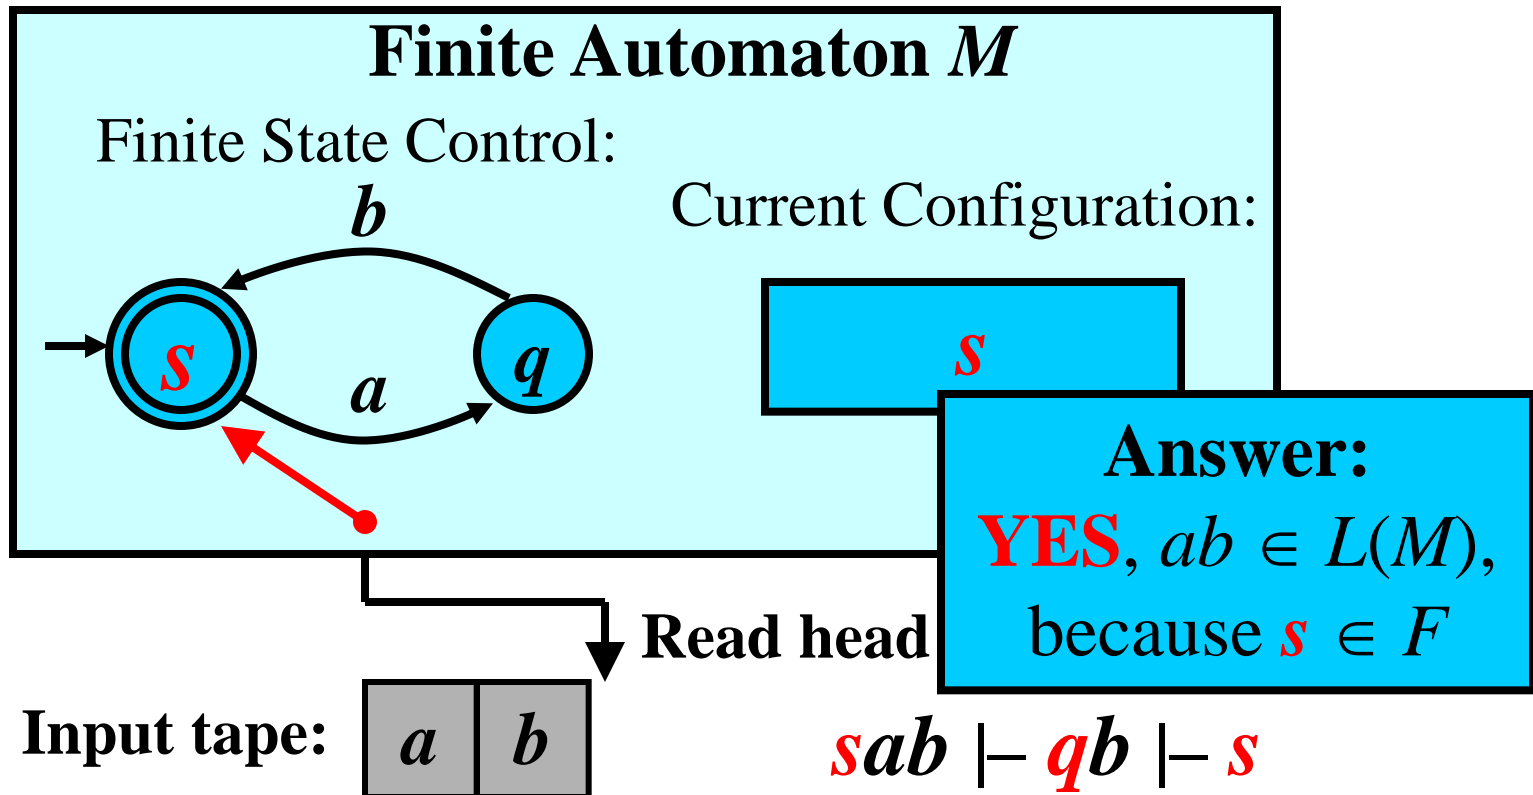 Finite Automaton M
Finite State Control:
b
Current Configuration:
s
q
s
a
Answer:
YES, ab ∈ L(M),
because s ∈ F
Read head
Input tape:
a b
sab |– qb |– s